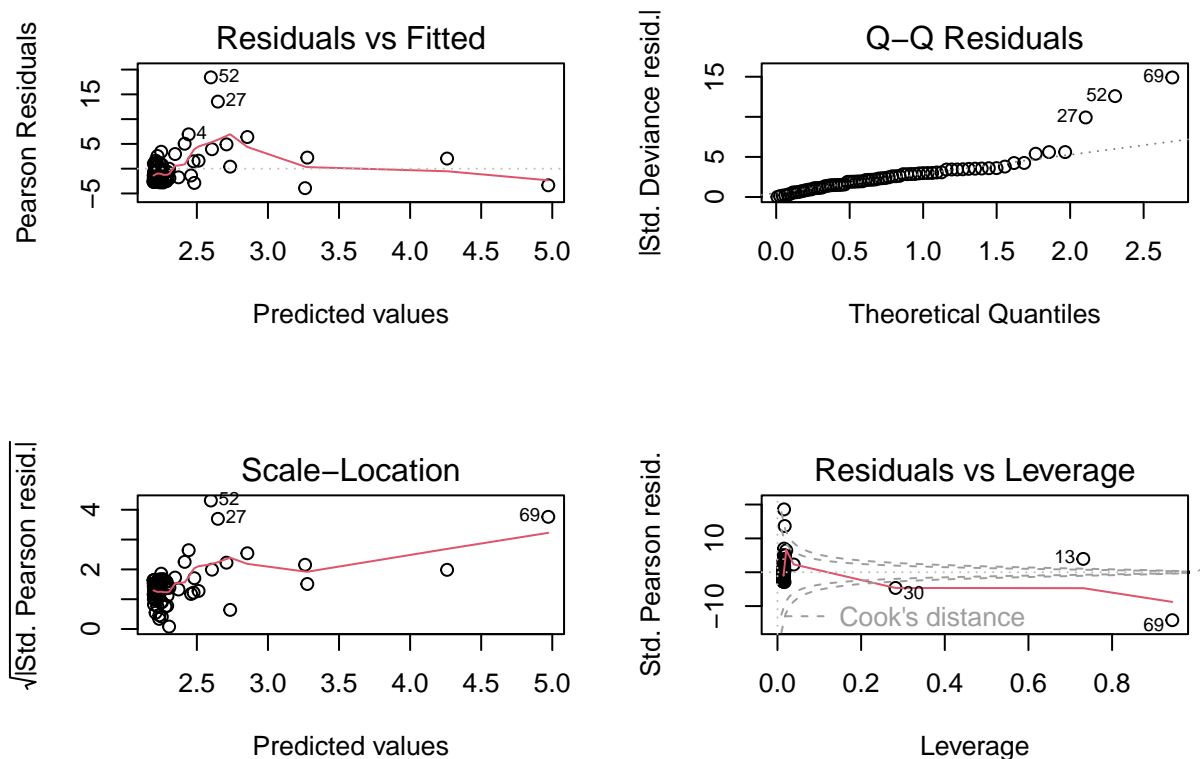 Residuals vs Fitted
Pearson Residuals
15
5
−5
52
27
4
2.5 3.0 3.5 4.0 4.5 5.0
Predicted values
Q−Q Residuals
|Std. Deviance resid.|
15
10
5
0
69
52
27
0.0 0.5 1.0 1.5 2.0 2.5
Theoretical Quantiles
Scale−Location
√|Std. Pearson resid.|
4
2
0
52
27
69
2.5 3.0 3.5 4.0 4.5 5.0
Predicted values
Residuals vs Leverage
Std. Pearson resid.
10
−10
13
30
69
Cook's distance
0.0 0.2 0.4 0.6 0.8
Leverage